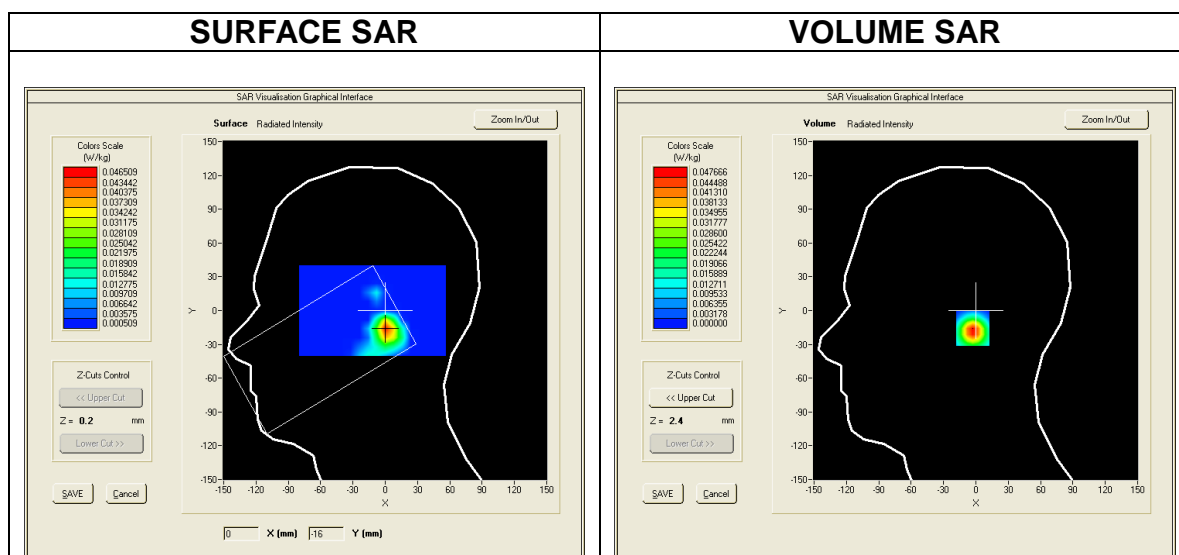 SURFACE SAR
VOLUME SAR
SAR Visualisation Graphical Interface
Surface Radiated Intensity
Zoom In/Out
Colors Scale
(W/kg)
0.046509
0.043442
0.040375
0.037309
0.034242
0.031175
0.028109
0.025042
0.021975
0.018909
0.015842
0.012775
0.009709
0.006642
0.003575
0.000509
Z-Cuts Control
<< Upper Cut
Z = 0.2 mm
Lower Cut >>
SAVE Cancel
Y
150-
120-
90-
60-
30-
0-
-30-
-60-
-90-
-120-
-150-
-150 -120 -90 -60 -30 0 30 60 90 120 150
X
0 X (mm) -16 Y (mm)
SAR Visualisation Graphical Interface
Volume Radiated Intensity
Zoom In/Out
Colors Scale
(W/kg)
0.047666
0.044488
0.041310
0.038133
0.034955
0.031777
0.028600
0.025422
0.022244
0.019066
0.015889
0.012711
0.009533
0.006355
0.003178
0.000000
Z-Cuts Control
<< Upper Cut
Z = 2.4 mm
Lower Cut >>
SAVE Cancel
Y
150-
120-
90-
60-
30-
0-
-30-
-60-
-90-
-120-
-150-
-150 -120 -90 -60 -30 0 30 60 90 120 150
X